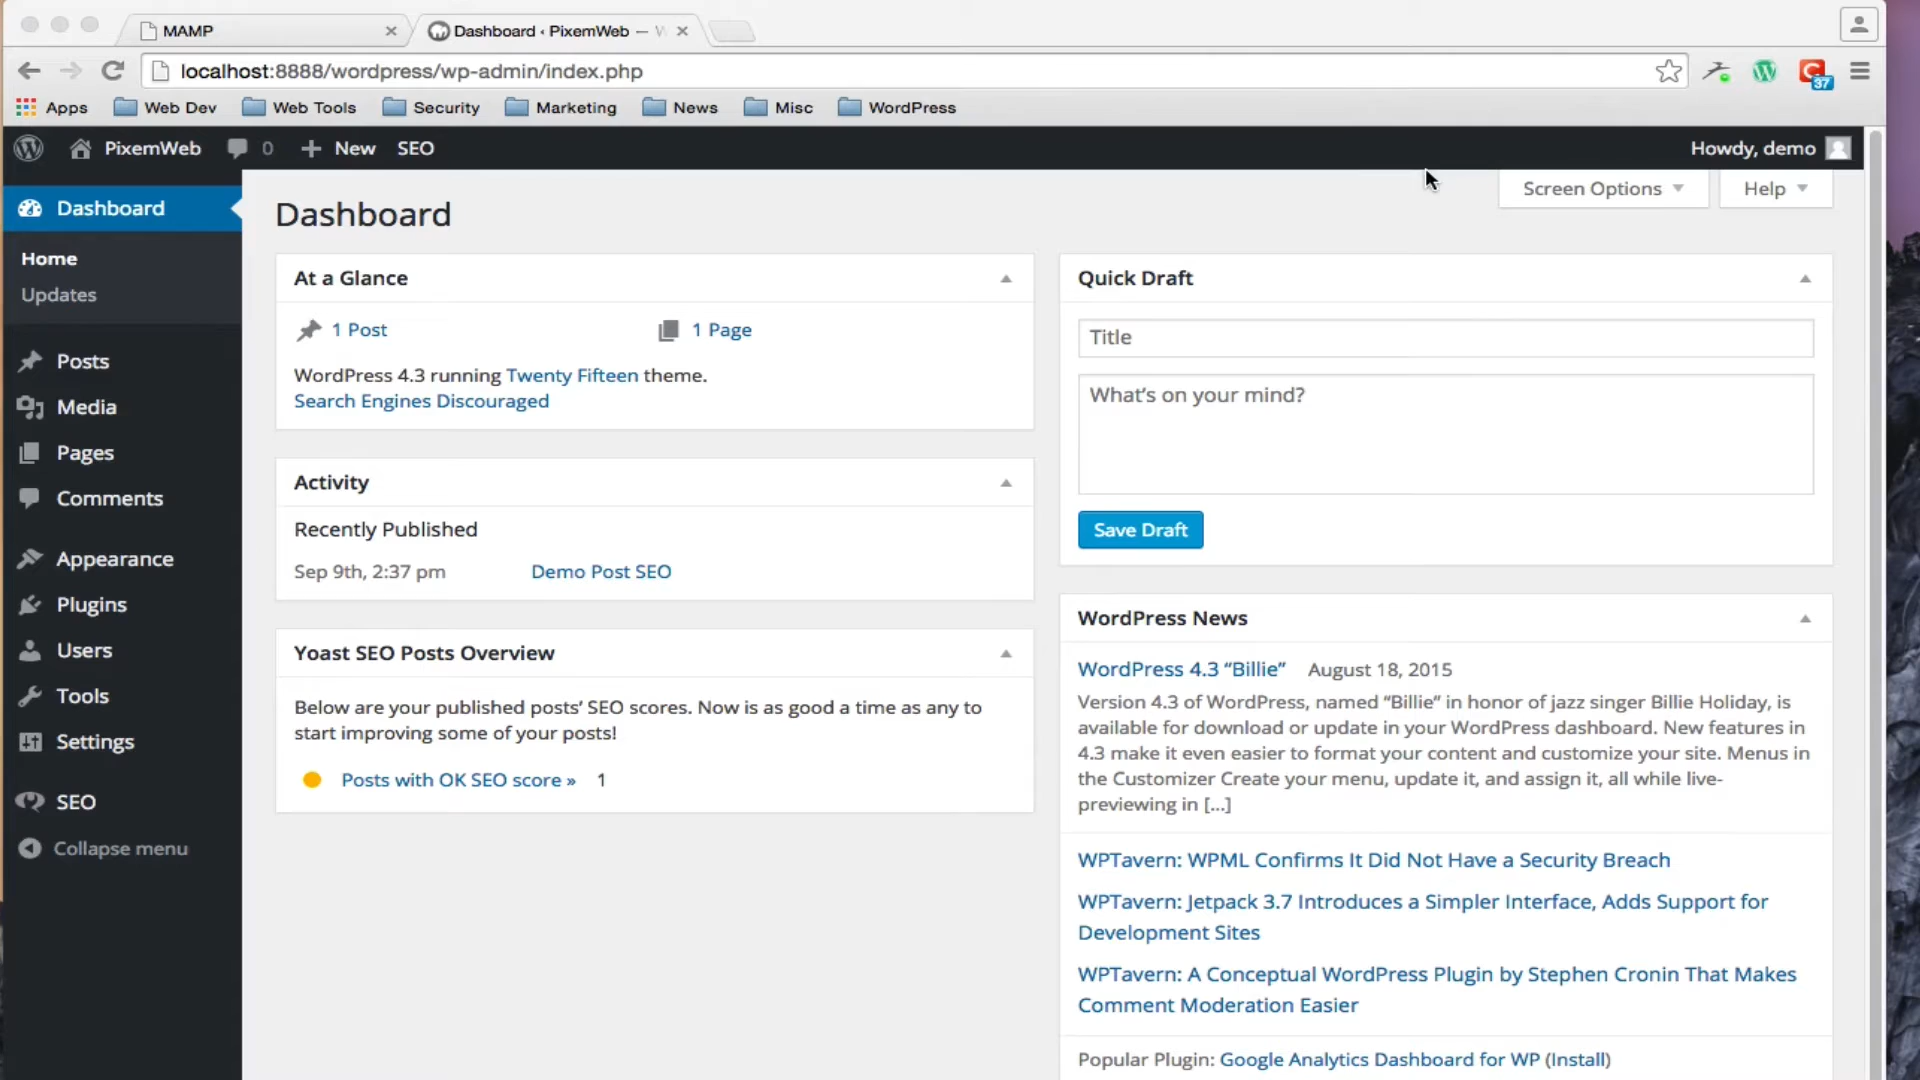 MAMP
Dashboard ‹ PixemWeb —
localhost:8888/wordpress/wp-admin/index.php
37
Apps Web Dev Web Tools Security Marketing News Misc WordPress
PixemWeb 0 New SEO Howdy, demo
Screen Options Help
Dashboard
Home
Updates
Posts
Media
Pages
Comments
Appearance
Plugins
Users
Tools
Settings
SEO
Collapse menu
Dashboard
At a Glance
1 Post 1 Page
WordPress 4.3 running Twenty Fifteen theme.
Search Engines Discouraged
Activity
Recently Published
Sep 9th, 2:37 pm Demo Post SEO
Yoast SEO Posts Overview
Below are your published posts’ SEO scores. Now is as good a time as any to
start improving some of your posts!
Posts with OK SEO score » 1
Quick Draft
Title
What’s on your mind?
Save Draft
WordPress News
WordPress 4.3 “Billie” August 18, 2015
Version 4.3 of WordPress, named “Billie” in honor of jazz singer Billie Holiday, is
available for download or update in your WordPress dashboard. New features in
4.3 make it even easier to format your content and customize your site. Menus in
the Customizer Create your menu, update it, and assign it, all while live-
previewing in [...]
WPTavern: WPML Confirms It Did Not Have a Security Breach
WPTavern: Jetpack 3.7 Introduces a Simpler Interface, Adds Support for
Development Sites
WPTavern: A Conceptual WordPress Plugin by Stephen Cronin That Makes
Comment Moderation Easier
Popular Plugin: Google Analytics Dashboard for WP (Install)